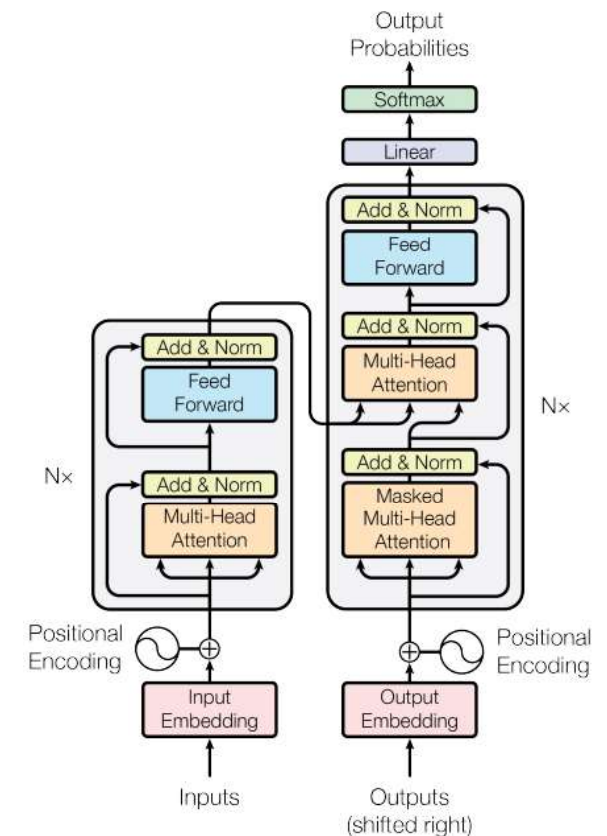 Output
Probabilities
Softmax
Linear
Add & Norm
Feed
Forward
Add & Norm
Multi-Head
Attention
Add & Norm
Masked
Multi-Head
Attention
Nx
Positional
Encoding
Output
Embedding
Outputs
(shifted right)
Add & Norm
Feed
Forward
Add & Norm
Multi-Head
Attention
Nx
Positional
Encoding
Input
Embedding
Inputs